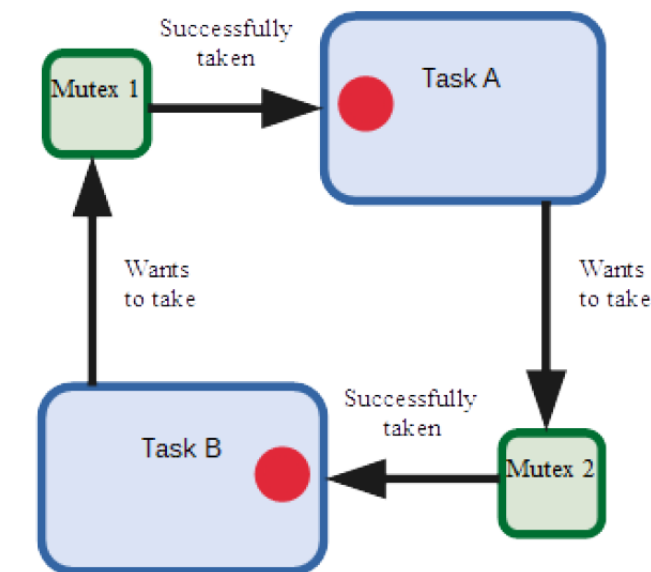 Successfully
taken
Mutex 1
Task A
Wants
to take
Wants
to take
Successfully
taken
Task B
Mutex 2